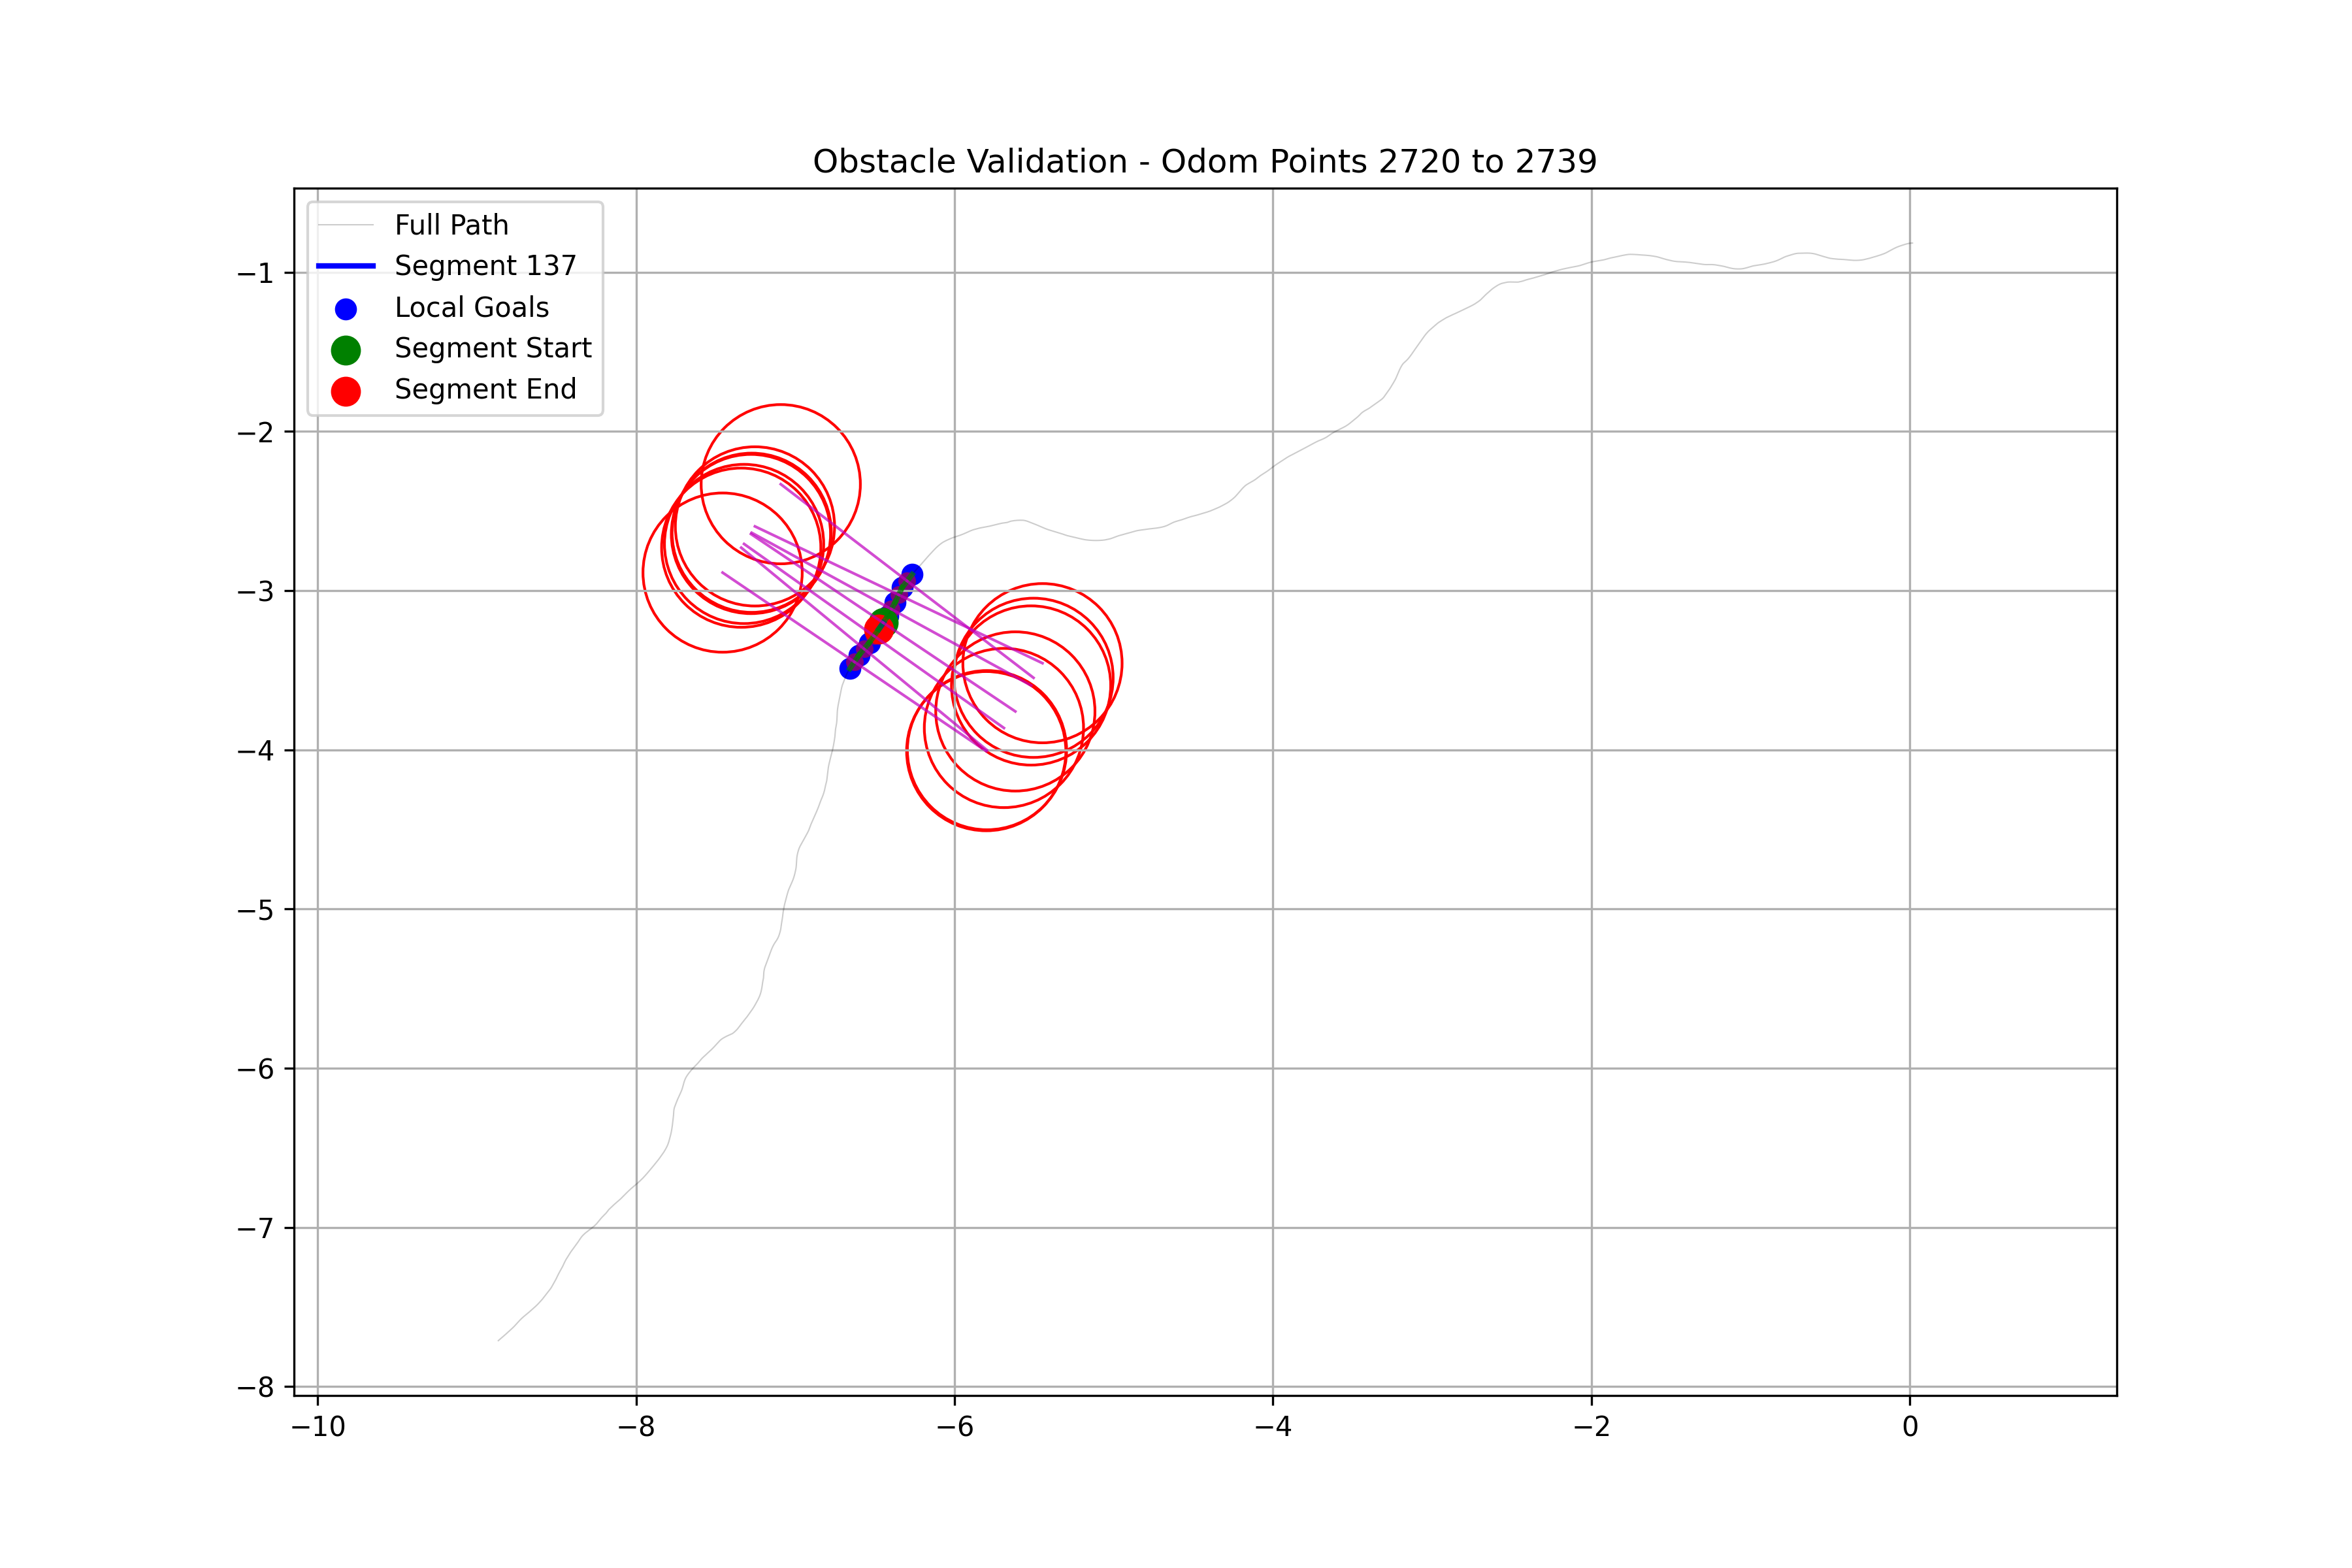 Obstacle Validation - Odom Points 2720 to 2739
Full Path
Segment 137
Local Goals
Segment Start
Segment End
−1
−2
−3
−4
−5
−6
−7
−8
−10
−8
−6
−4
−2
0